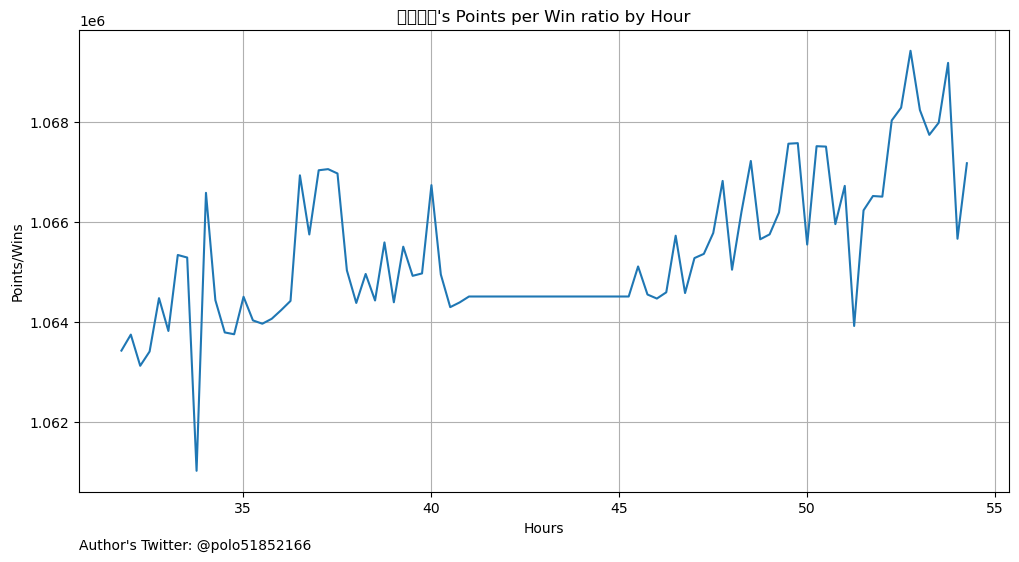 's Points per Win ratio by Hour
1e6
1.068
1.066
1.064
1.062
Points/Wins
35
40
45
50
55
Hours
Author's Twitter: @polo51852166